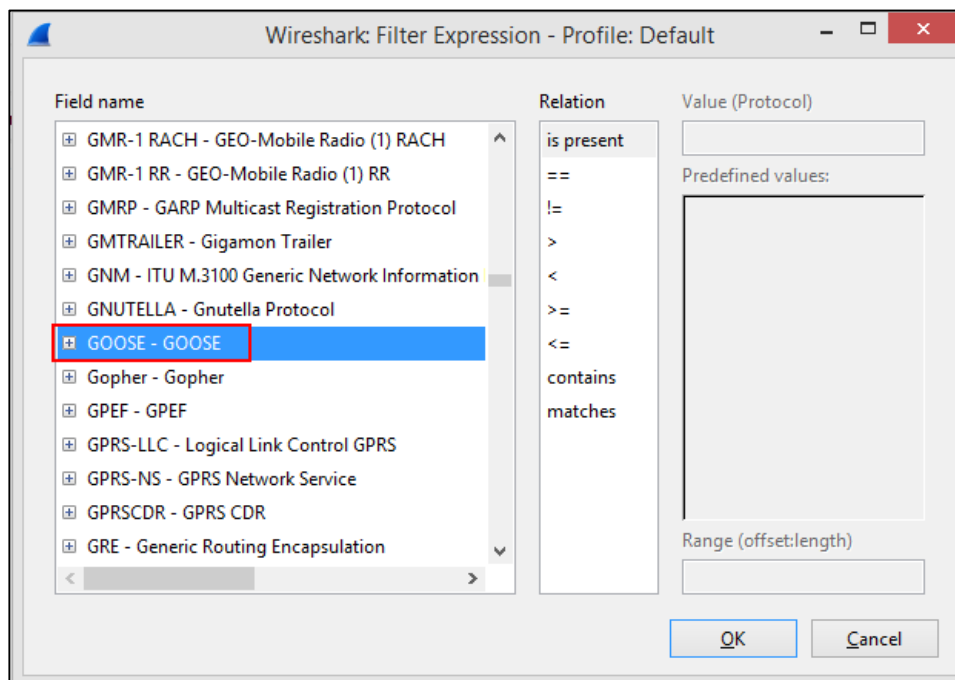 Wireshark: Filter Expression - Profile: Default
Field name
GMR-1 RACH - GEO-Mobile Radio (1) RACH
GMR-1 RR - GEO-Mobile Radio (1) RR
GMRP - GARP Multicast Registration Protocol
GMTRAILER - Gigamon Trailer
GNM - ITU M.3100 Generic Network Information
GNUTELLA - Gnutella Protocol
GOOSE - GOOSE
Gopher - Gopher
GPEF - GPEF
GPRS-LLC - Logical Link Control GPRS
GPRS-NS - GPRS Network Service
GPRSCDR - GPRS CDR
GRE - Generic Routing Encapsulation
Relation
is present
==
!=
>
<
>=
<=
contains
matches
Value (Protocol)
Predefined values:
Range (offset:length)
OK
Cancel